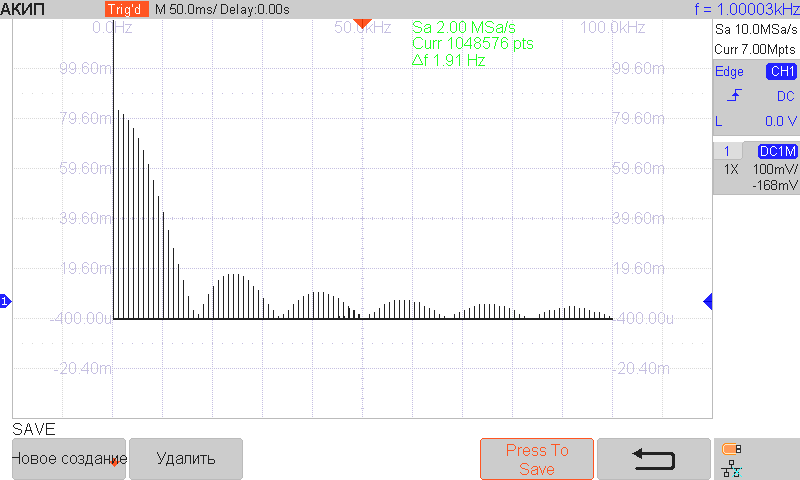 АКИП Trig'd M 50.0ms/ Delay:0.00s f = 1.00003kHz
0.0Hz 50.0kHz 100.0kHz
Sa 2.00 MSa/s
Curr 1048576 pts
Δf 1.91 Hz
Sa 10.0MSa/s
Curr 7.00Mpts
99.60m 99.60m
79.60m 79.60m
59.60m 59.60m
39.60m 39.60m
19.60m 19.60m
-400.00u -400.00u
-20.40m -20.40m
Edge CH1
DC
L 0.0 V
1 DC1M
1X 100mV/
-168mV
1
SAVE
Новое создание Удалить Press To
Save